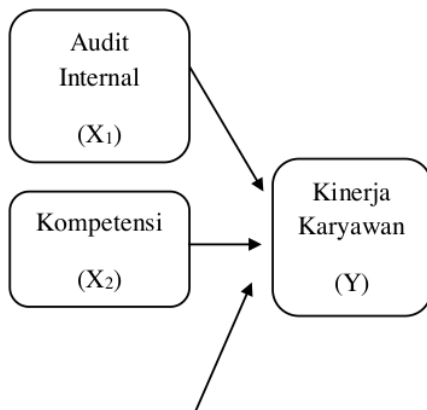 Audit
Internal
(X1)
Kompetensi
(X2)
Kinerja
Karyawan
(Y)